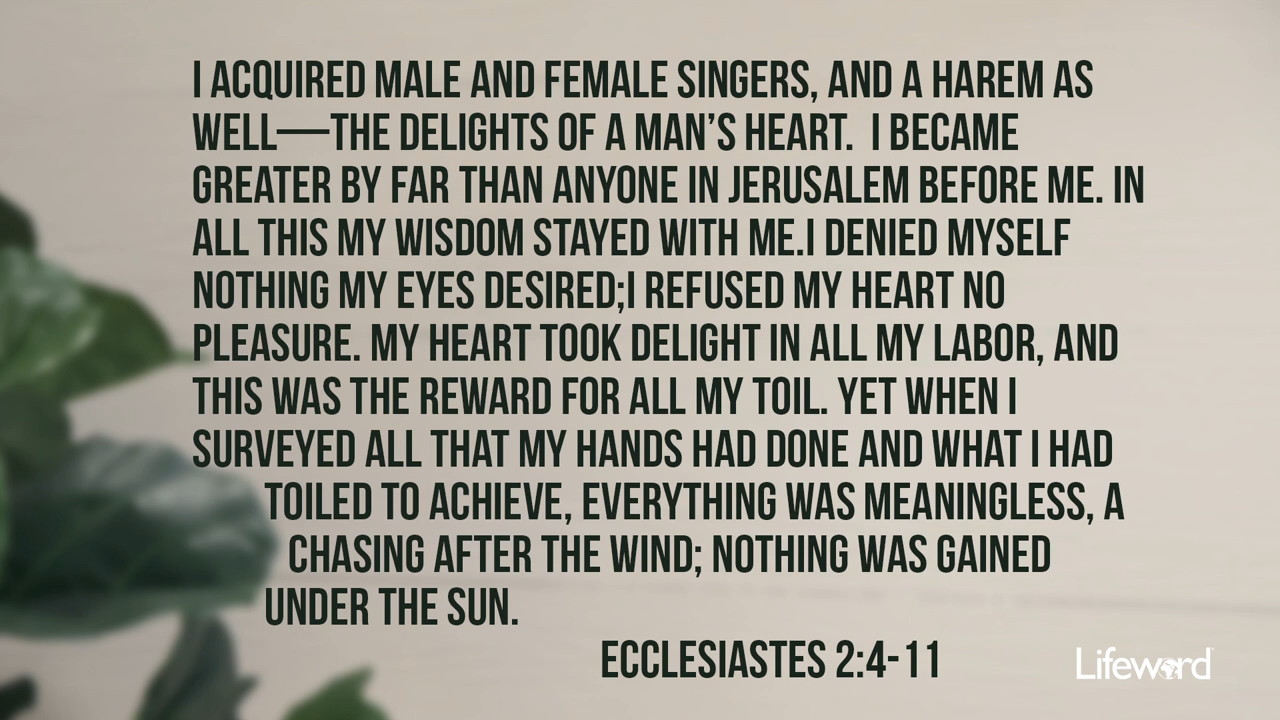 I ACQUIRED MALE AND FEMALE SINGERS, AND A HAREM AS
WELL—THE DELIGHTS OF A MAN'S HEART.  I BECAME
GREATER BY FAR THAN ANYONE IN JERUSALEM BEFORE ME. IN
ALL THIS MY WISDOM STAYED WITH ME.I DENIED MYSELF
NOTHING MY EYES DESIRED;I REFUSED MY HEART NO
PLEASURE. MY HEART TOOK DELIGHT IN ALL MY LABOR, AND
THIS WAS THE REWARD FOR ALL MY TOIL. YET WHEN I
SURVEYED ALL THAT MY HANDS HAD DONE AND WHAT I HAD
TOILED TO ACHIEVE, EVERYTHING WAS MEANINGLESS, A
CHASING AFTER THE WIND; NOTHING WAS GAINED
UNDER THE SUN.
ECCLESIASTES 2:4-11
Lifeword